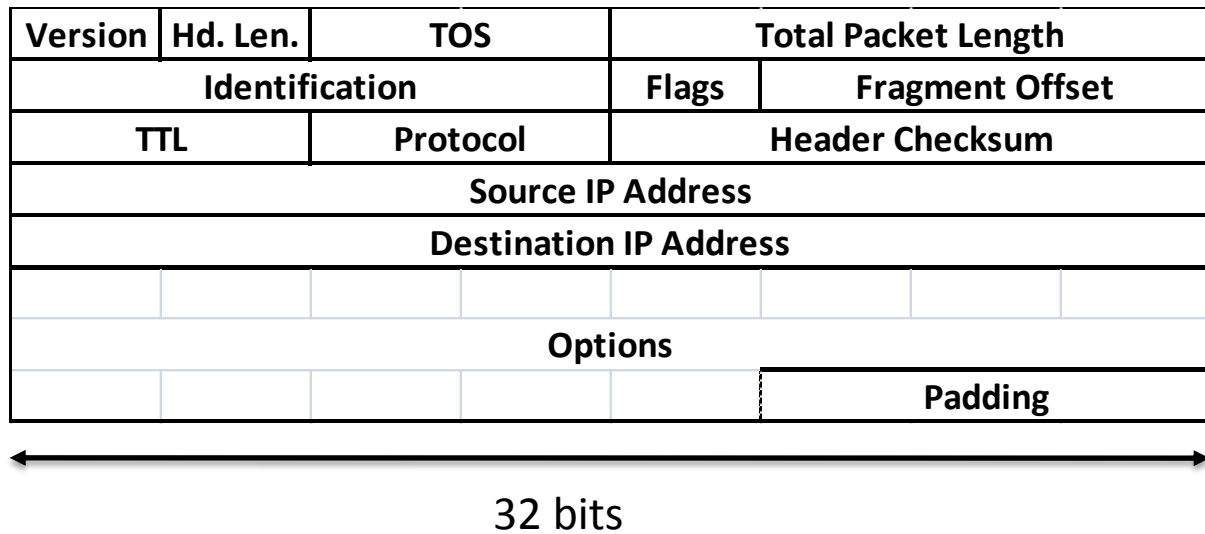 Version Hd. Len. TOS Total Packet Length
Identification Flags Fragment Offset
TTL Protocol Header Checksum
Source IP Address
Destination IP Address
Options
Padding
32 bits